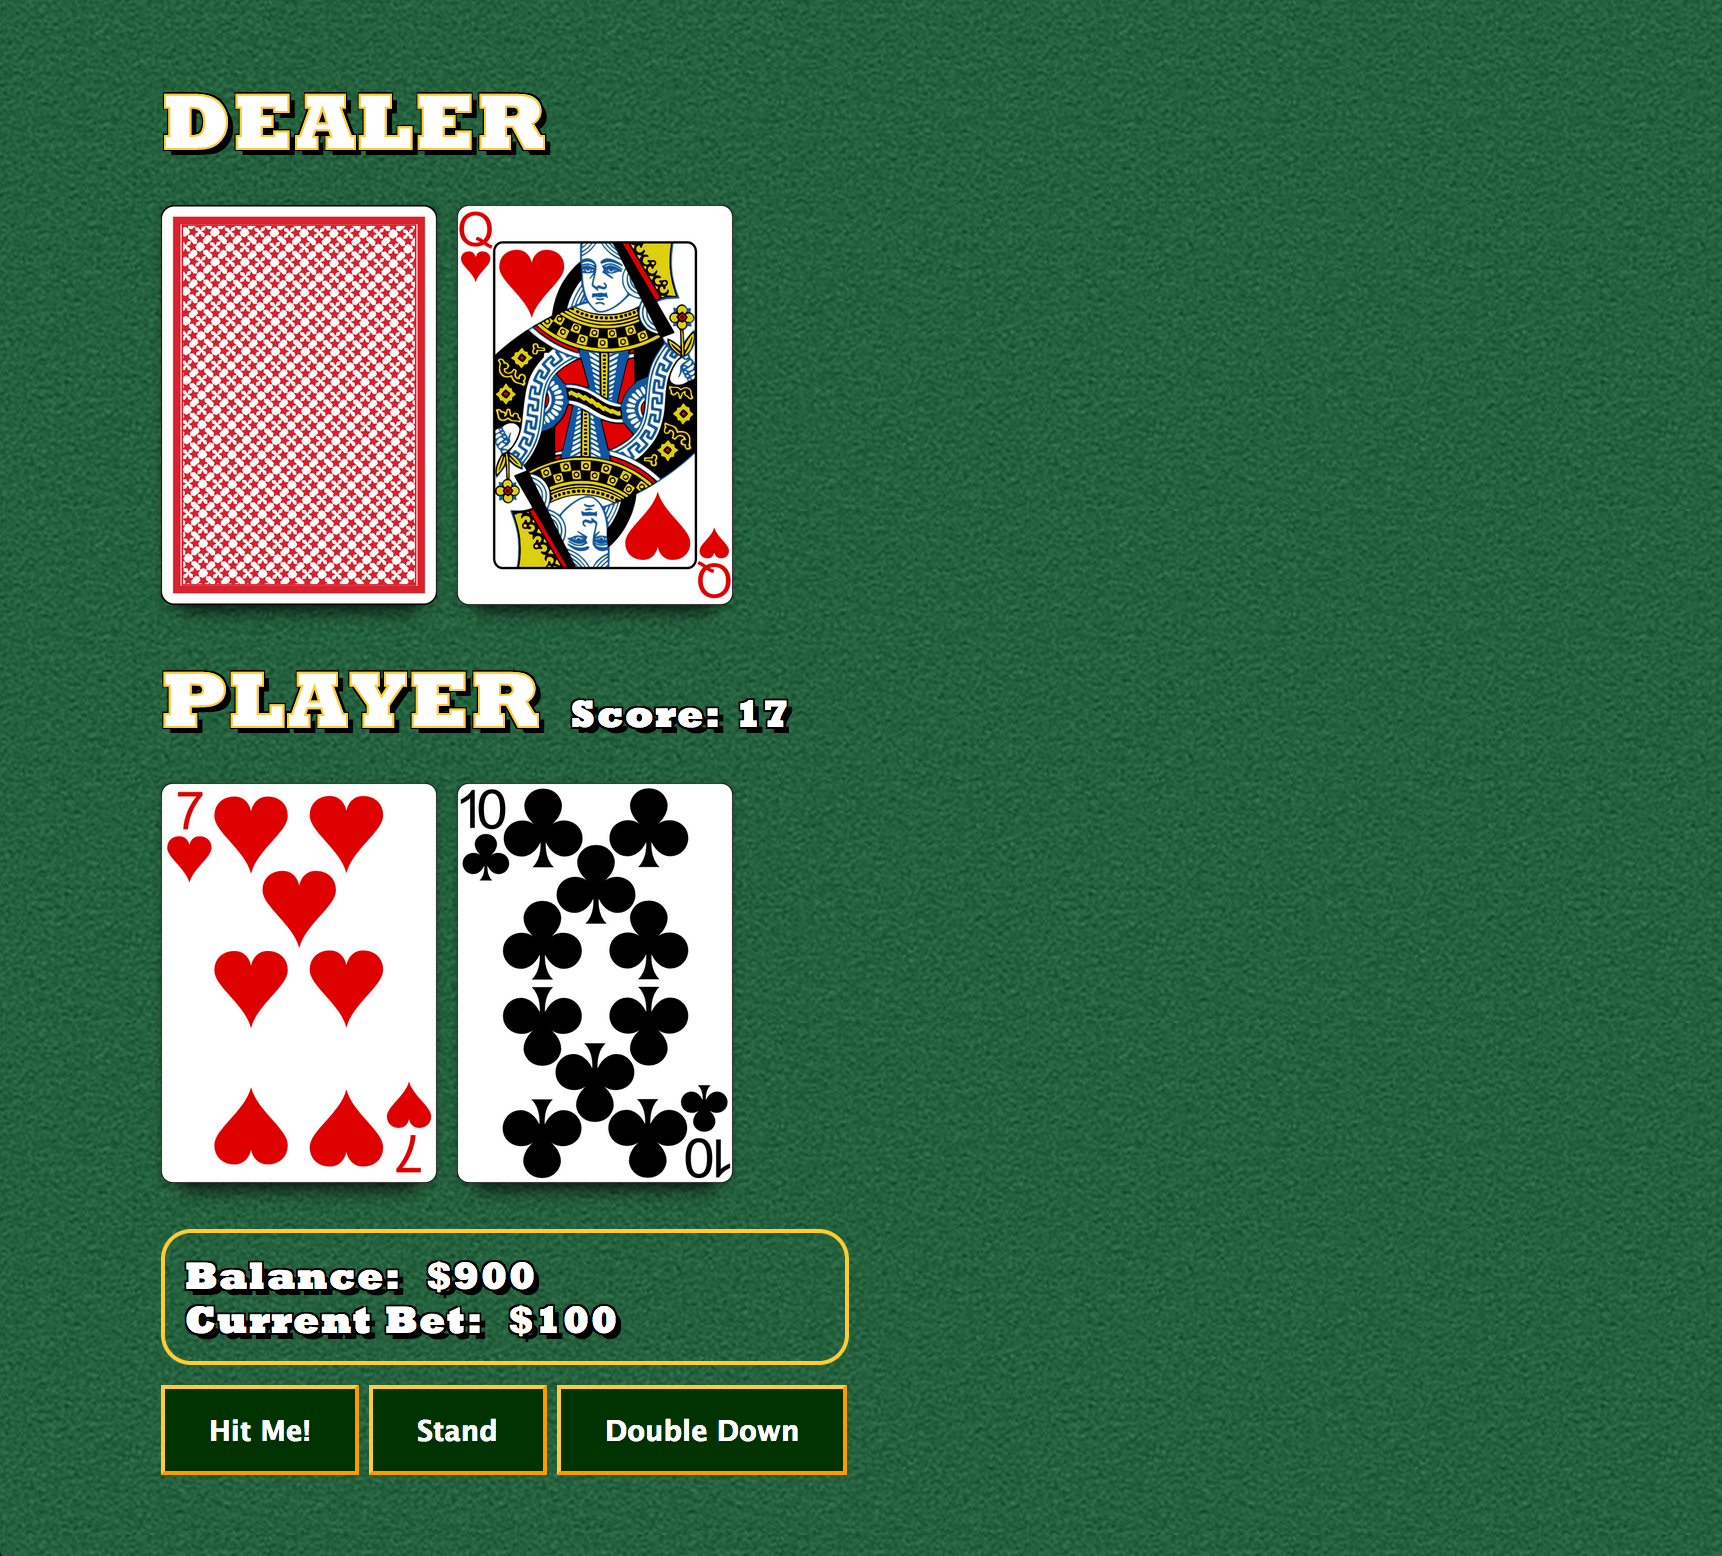 DEALER
Q
Q
PLAYER Score: 17
7
10
7
10
Balance: $900
Current Bet: $100
Hit Me! Stand Double Down